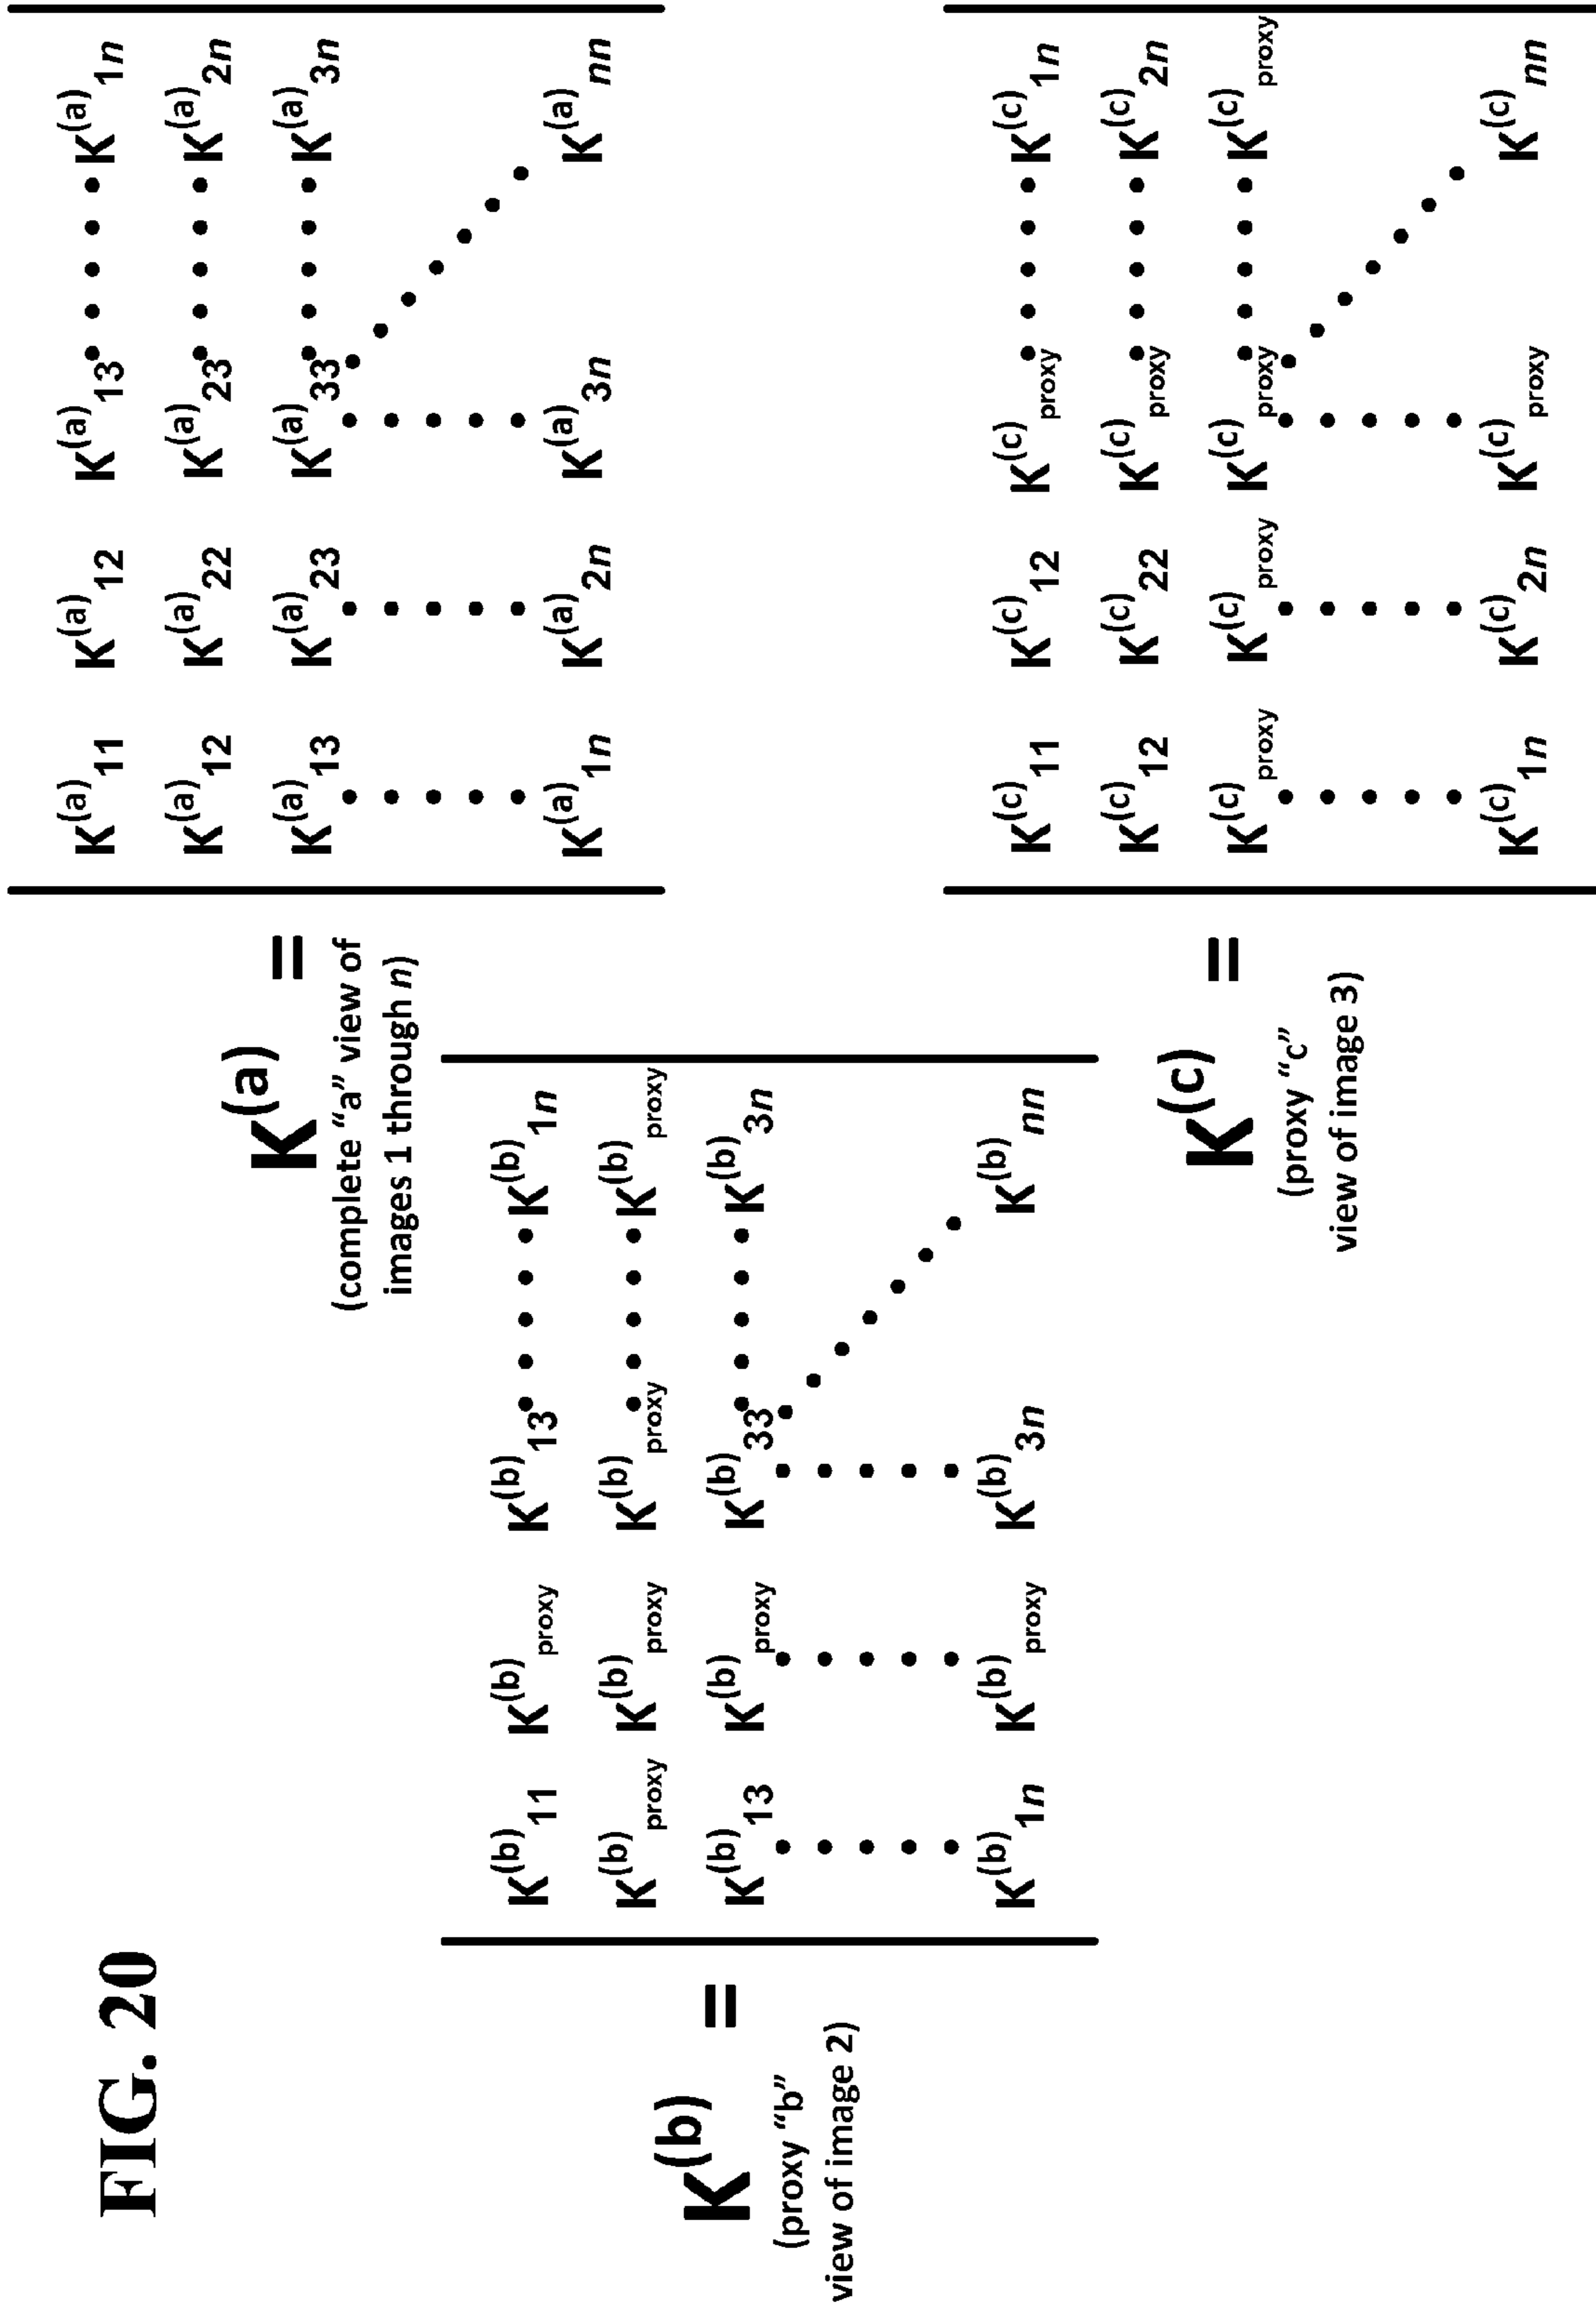 FIG. 20
K(a) =
(complete “a” view of
images 1 through n)
K(a)11 K(a)12 K(a)13 • • • • • K(a)1n
K(a)12 K(a)22 K(a)23 • • • • • K(a)2n
K(a)13 K(a)23 K(a)33 • • • • • K(a)3n
K(a)1n K(a)2n K(a)3n K(a)nn
K(b) =
(proxy “b”
view of image 2)
K(b)11 K(b)proxy K(b)13 • • • • • K(b)1n
K(b)proxy K(b)proxy K(b)proxy • • • • • K(b)proxy
K(b)13 K(b)proxy K(b)33 • • • • • K(b)3n
K(b)1n K(b)proxy K(b)3n K(b)nn
K(c) =
(proxy “c”
view of image 3)
K(c)11 K(c)12 K(c)proxy • • • • • K(c)1n
K(c)12 K(c)22 K(c)proxy • • • • • K(c)2n
K(c)proxy K(c)proxy K(c)proxy • • • • • K(c)proxy
K(c)1n K(c)2n K(c)proxy K(c)nn